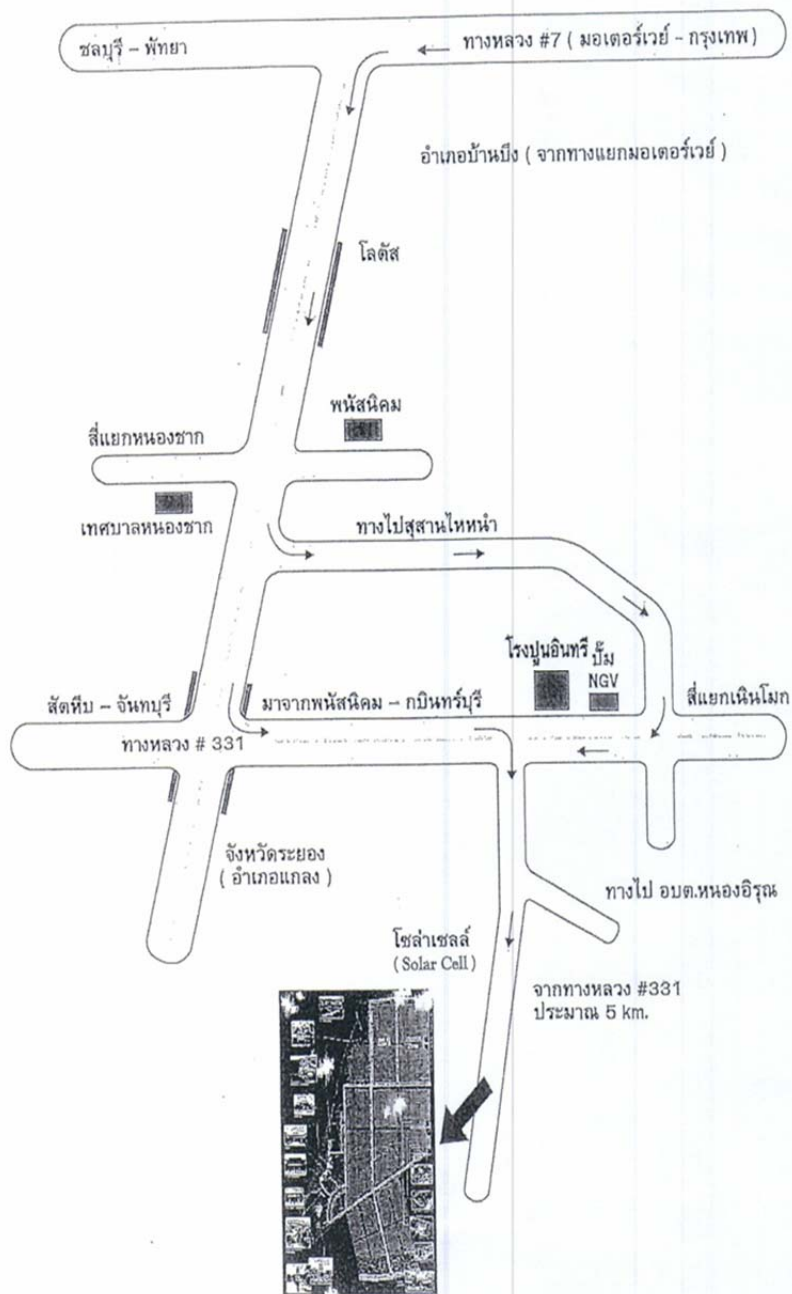 ชลบุรี – พัทยา
ทางหลวง #7 ( มอเตอร์เวย์ – กรุงเทพ )
อำเภอบ้านบึง ( จากทางแยกมอเตอร์เวย์ )
โลตัส
พนัสนิคม
สี่แยกหนองชาก
เทศบาลหนองชาก
ทางไปสุสานไหหนำ
โรงปูนอินทรี
ปั๊ม
NGV
สี่แยกเนินโมก
สัตหีบ – จันทบุรี
มาจากพนัสนิคม – กบินทร์บุรี
ทางหลวง # 331
จังหวัดระยอง
( อำเภอแกลง )
ทางไป อบต.หนองอิรุณ
โซล่าเซลล์
( Solar Cell )
จากทางหลวง #331
ประมาณ 5 km.